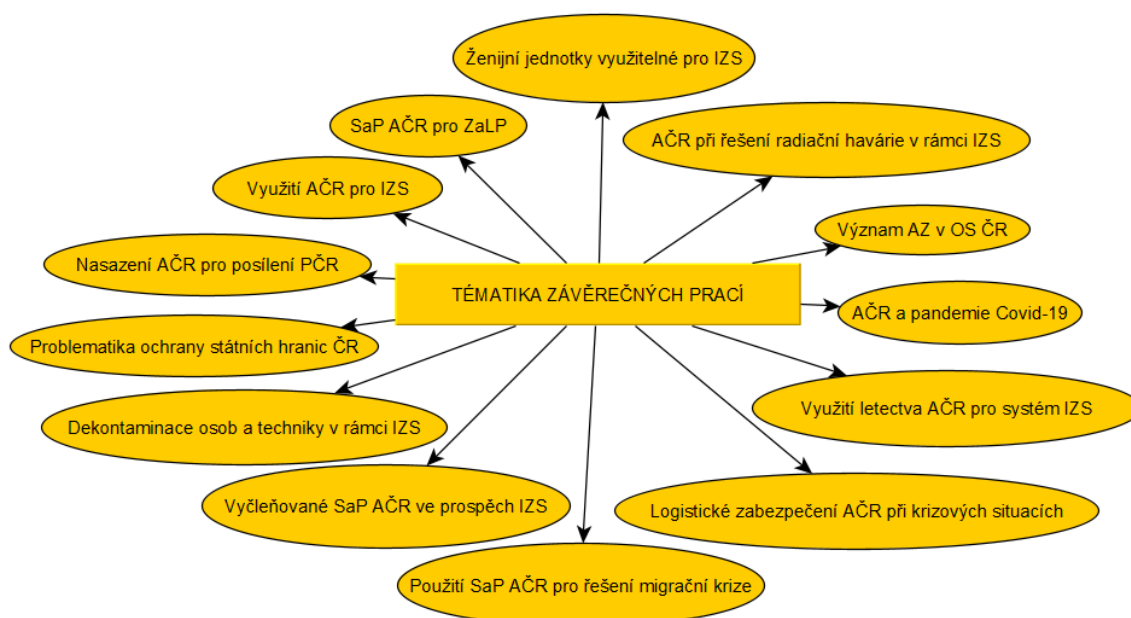 Ženijní jednotky využitelné pro IZS
SaP AČR pro ZaLP
AČR při řešení radiační havárie v rámci IZS
Využití AČR pro IZS
Význam AZ v OS ČR
Nasazení AČR pro posílení PČR
TÉMATIKA ZÁVĚREČNÝCH PRACÍ
AČR a pandemie Covid-19
Problematika ochrany státních hranic ČR
Využití letectva AČR pro systém IZS
Dekontaminace osob a techniky v rámci IZS
Vyčleňované SaP AČR ve prospěch IZS
Logistické zabezpečení AČR při krizových situacích
Použití SaP AČR pro řešení migrační krize